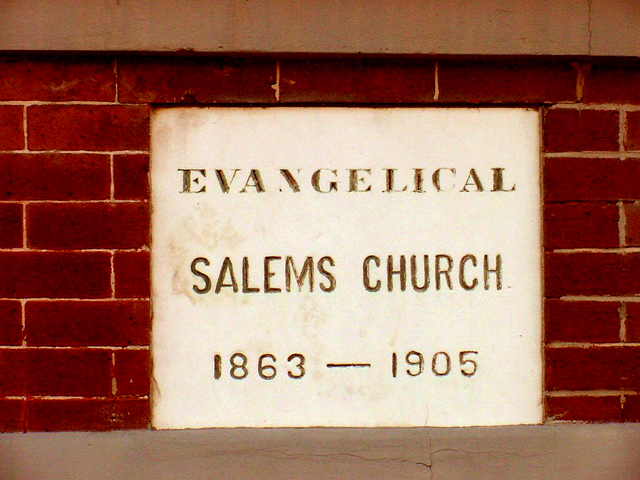 EVANGELICAL
SALEMS CHURCH
1863 — 1905